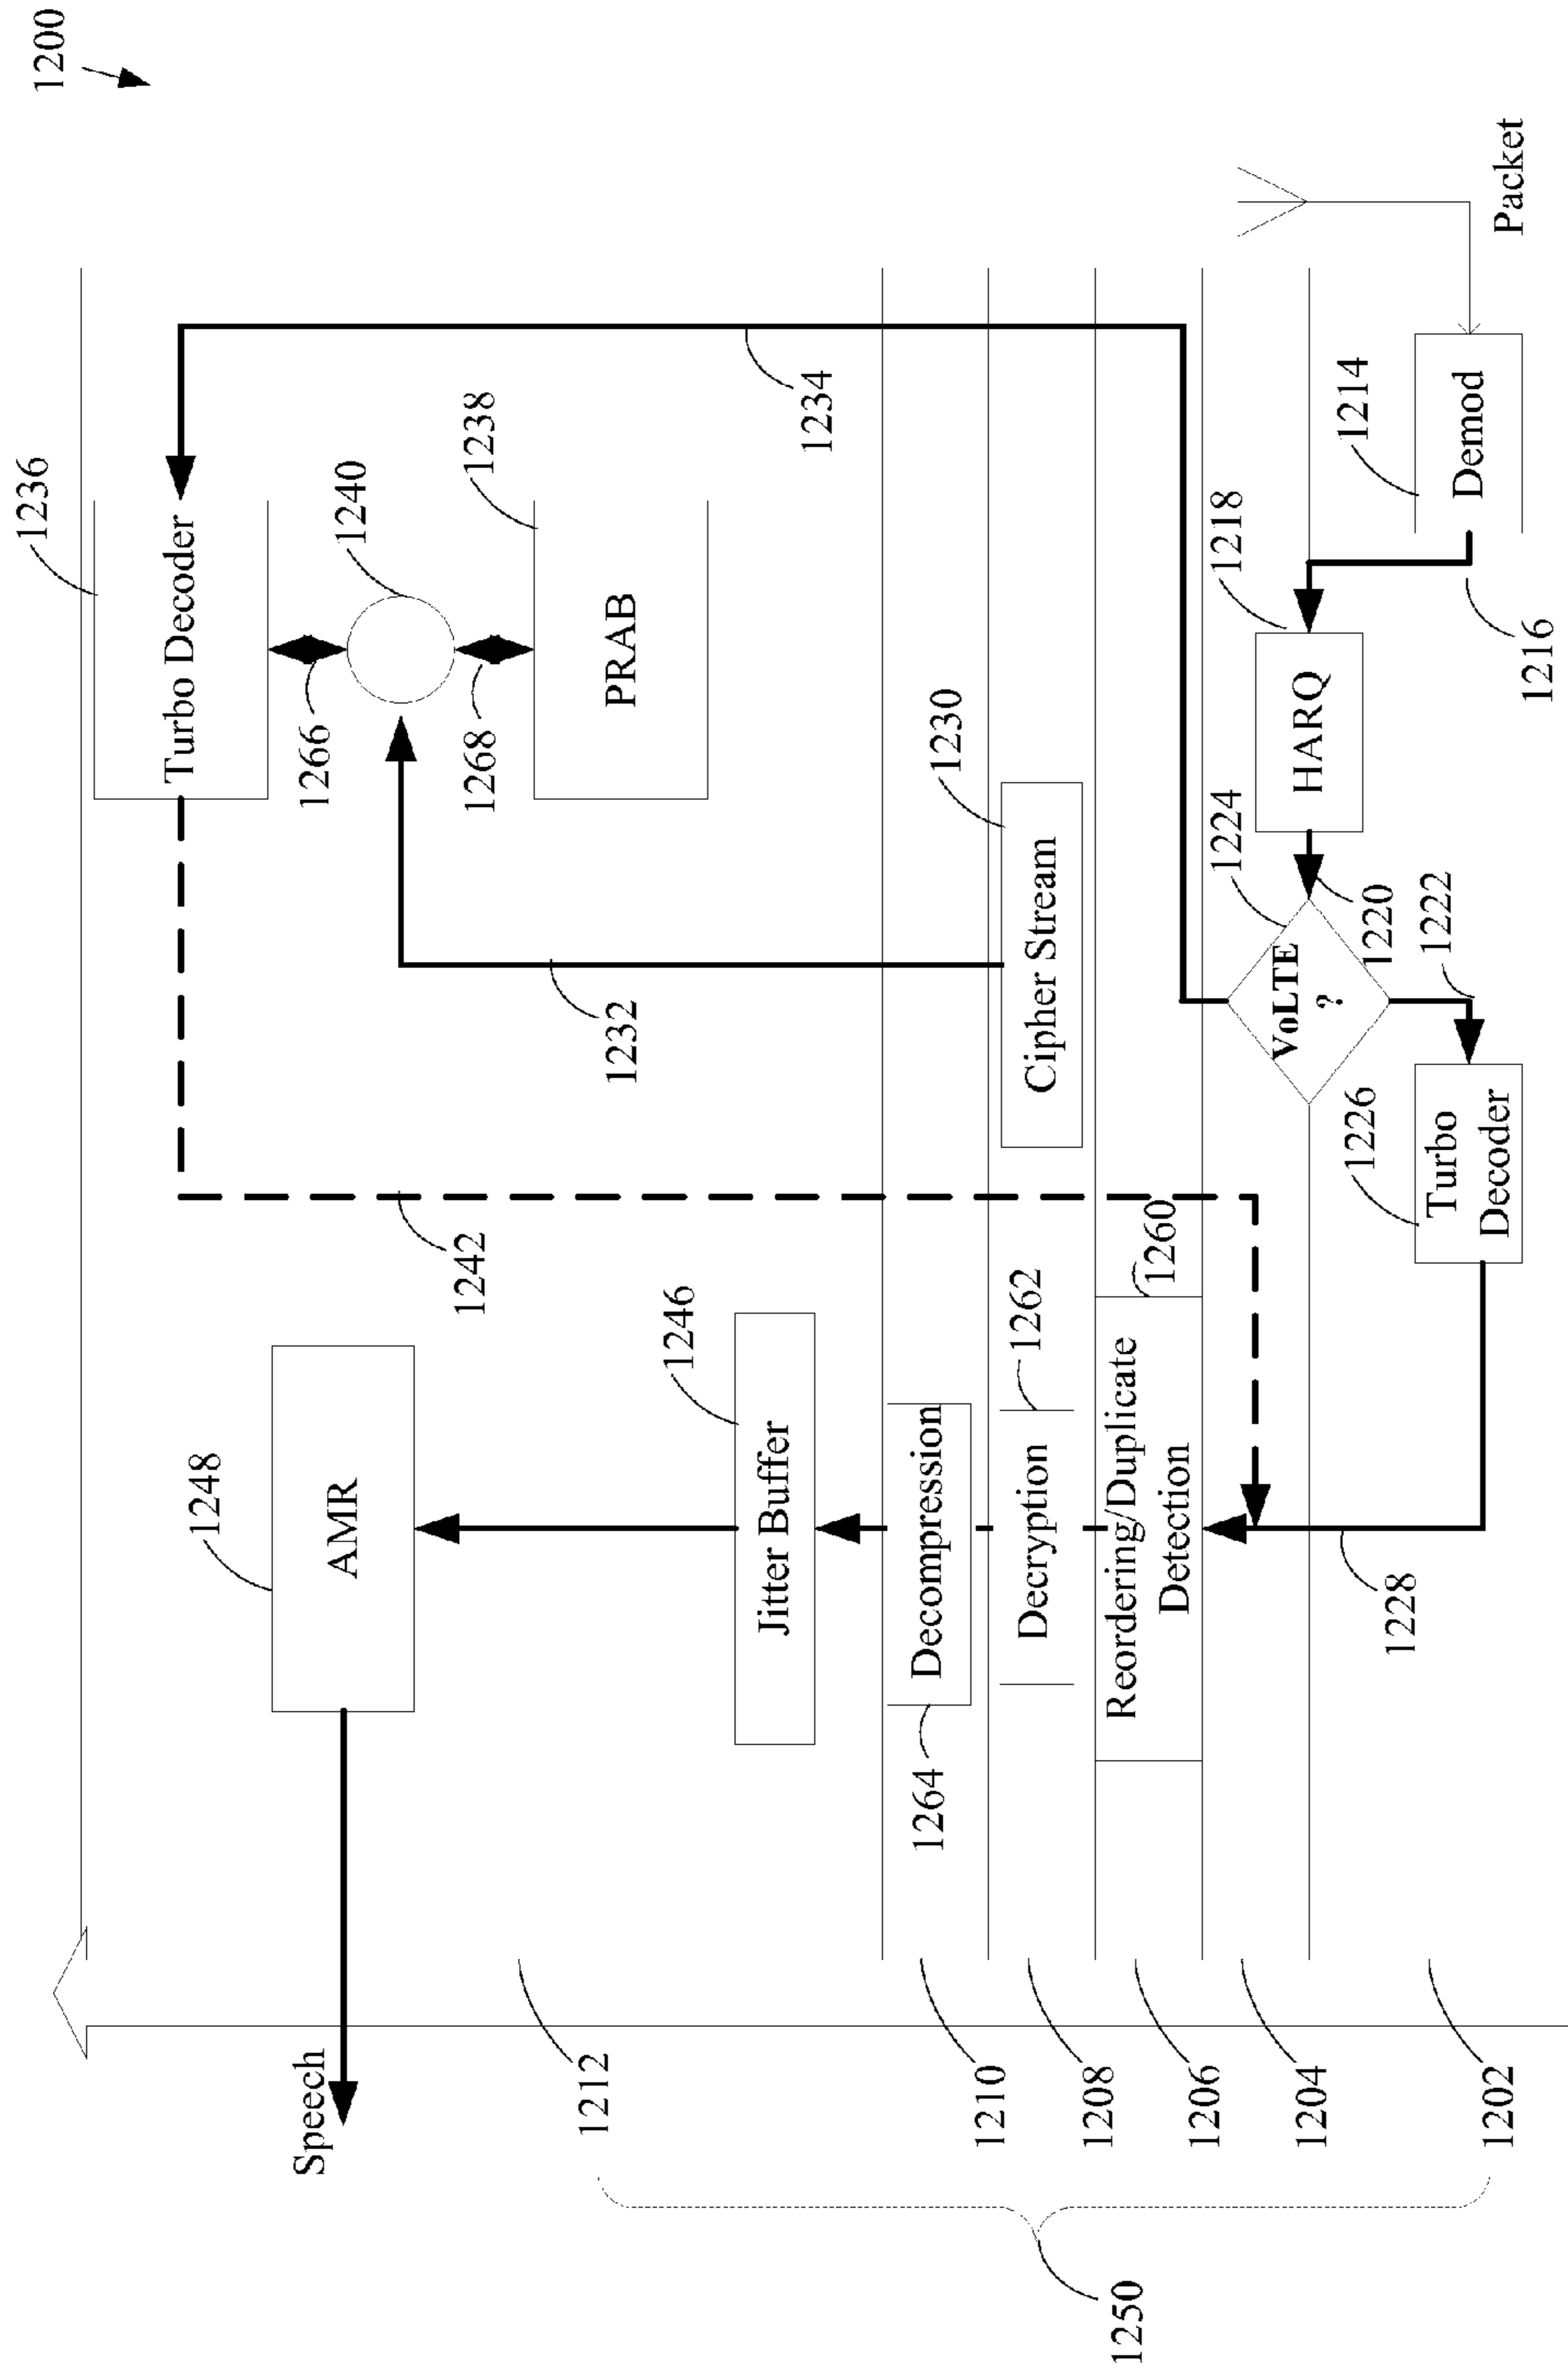 1200
1236
Turbo Decoder
1240
1266
1238
1268
PRAB
1234
1232
1230
Cipher Stream
1242
1248
AMR
Speech
1246
Jitter Buffer
1264
Decompression
1262
Decryption
1260
Reordering/Duplicate
Detection
1228
1226
Turbo
Decoder
1222
1220
1224
VoLTE
?
1218
HARQ
1216
1214
Demod
Packet
1212
1210
1208
1206
1204
1202
1250